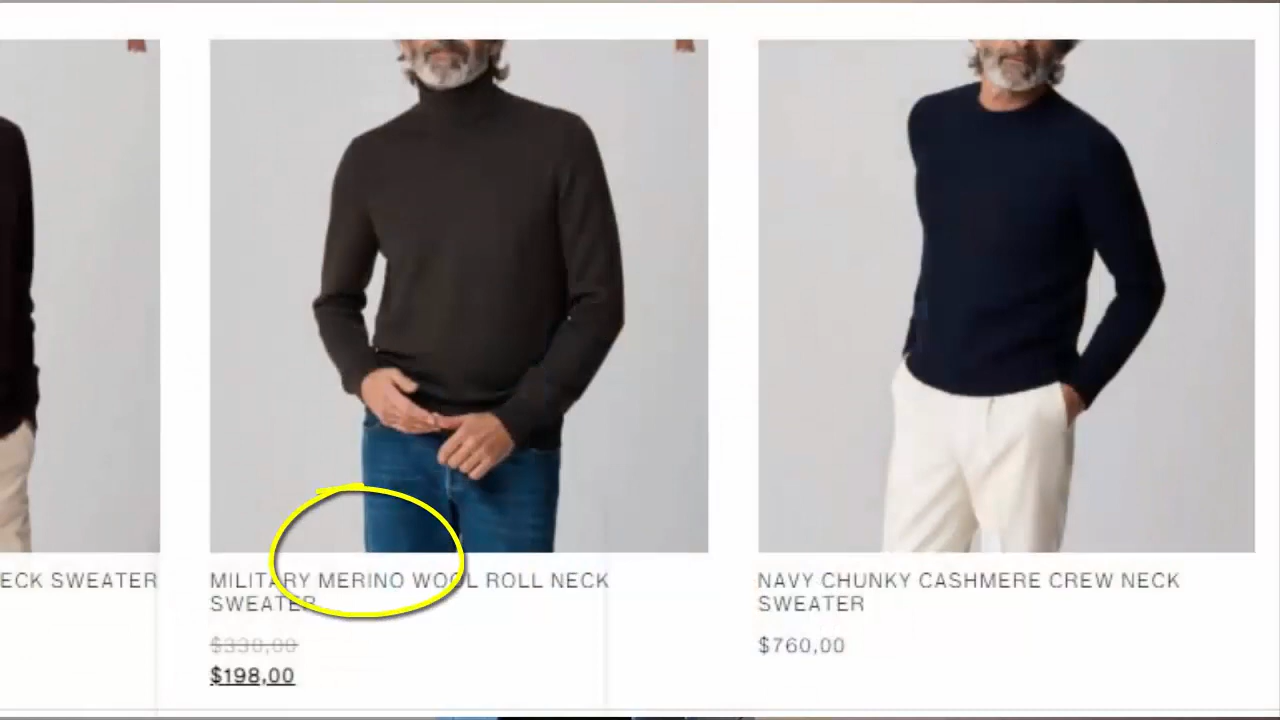 ECK SWEATER
MILITARY MERINO WOOL ROLL NECK
SWEATER
$330,00
$198,00
NAVY CHUNKY CASHMERE CREW NECK
SWEATER
$760,00